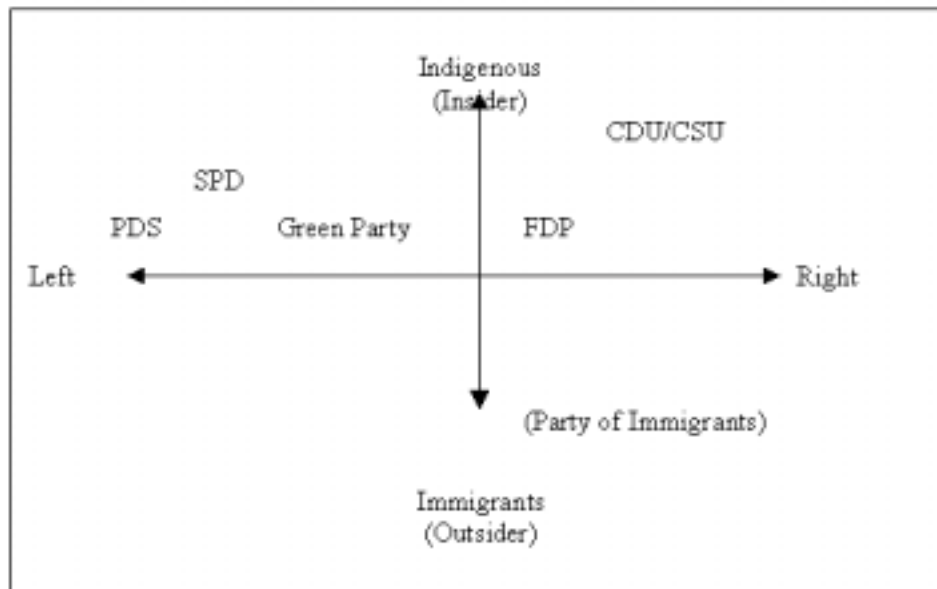 Indigenous
(Insider)
CDU/CSU
SPD
PDS Green Party FDP
Left Right
(Party of Immigrants)
Immigrants
(Outsider)